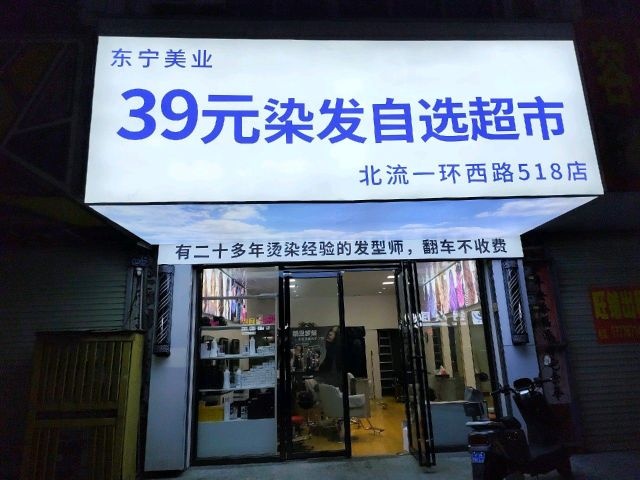 东宁美业
39元染发自选超市
北流一环西路518店
有二十多年烫染经验的发型师，翻车不收费